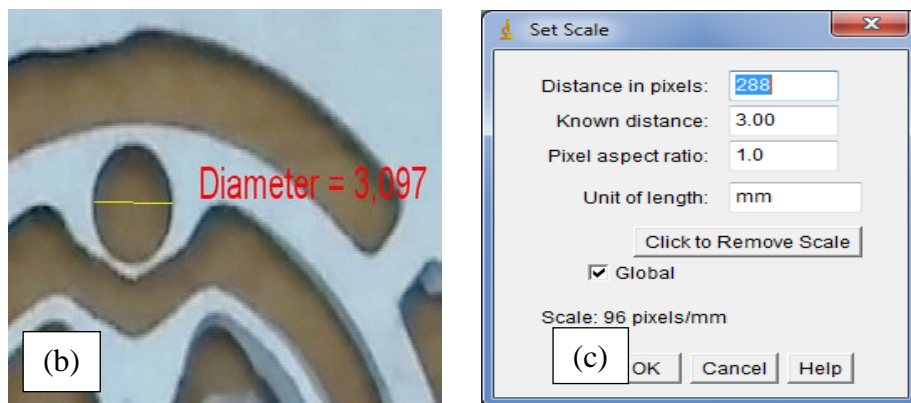 Diameter = 3,097
(b)
Set Scale
x
Distance in pixels: 288
Known distance: 3.00
Pixel aspect ratio: 1.0
Unit of length: mm
Click to Remove Scale
Global
Scale: 96 pixels/mm
(c)
OK Cancel Help